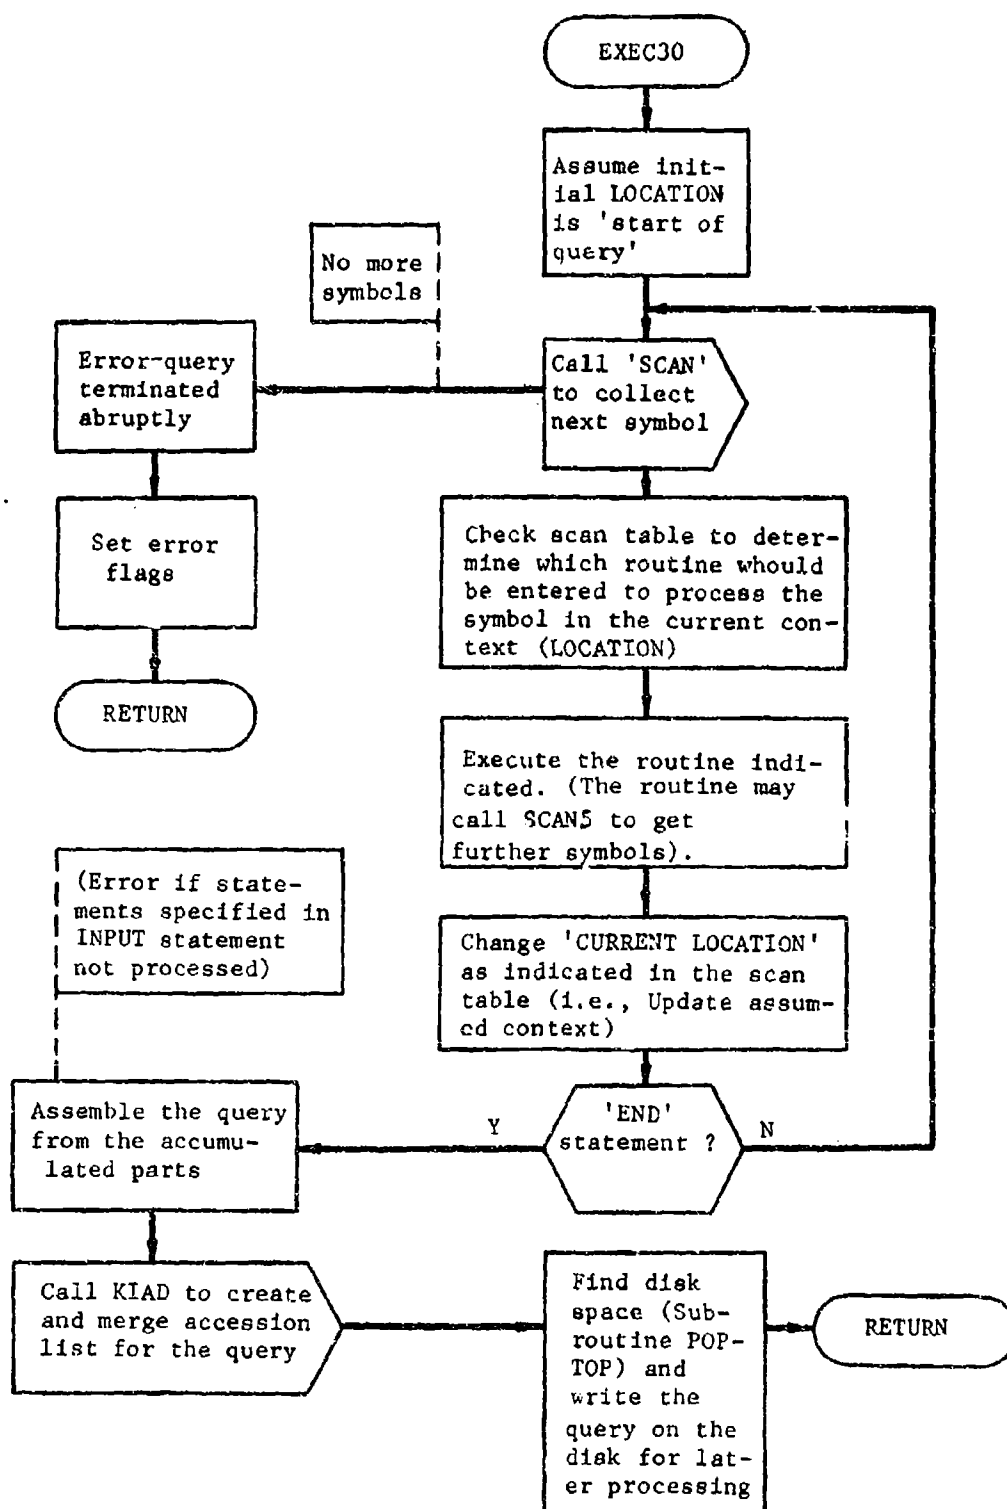 EXEC30
Assume init-
ial LOCATION
is 'start of
query'
No more
symbols
Call 'SCAN'
to collect
next symbol
Error-query
terminated
abruptly
Set error
flags
RETURN
Check scan table to deter-
mine which routine whould
be entered to process the
symbol in the current con-
text (LOCATION)
Execute the routine indi-
cated. (The routine may
call SCAN5 to get
further symbols).
(Error if state-
ments specified in
INPUT statement
not processed)
Change 'CURRENT LOCATION'
as indicated in the scan
table (i.e., Update assum-
ed context)
'END'
statement ?
Y
N
Assemble the query
from the accumu-
lated parts
Call KIAD to create
and merge accession
list for the query
Find disk
space (Sub-
routine POP-
TOP) and
write the
query on the
disk for lat-
er processing
RETURN